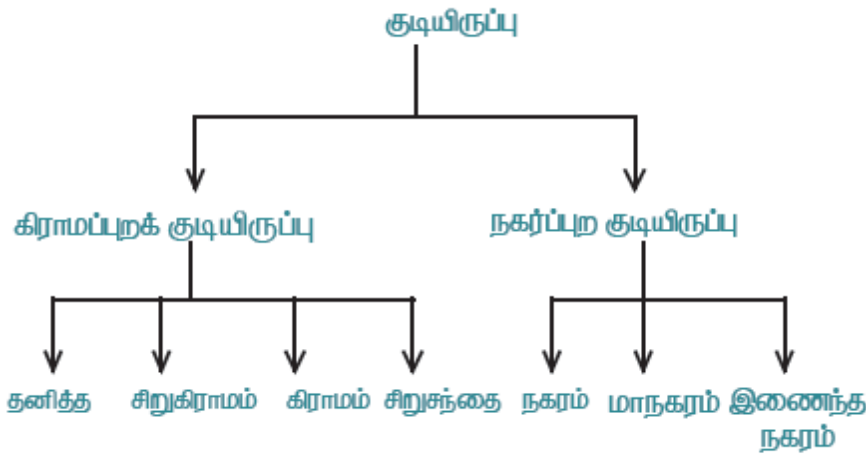 குடியிருப்பு
கிராமப்புறக் குடியிருப்பு
நகர்ப்புற குடியிருப்பு
தனித்த
சிறுகிராமம்
கிராமம்
சிறுசந்தை
நகரம்
மாநகரம்
இணைந்த
நகரம்